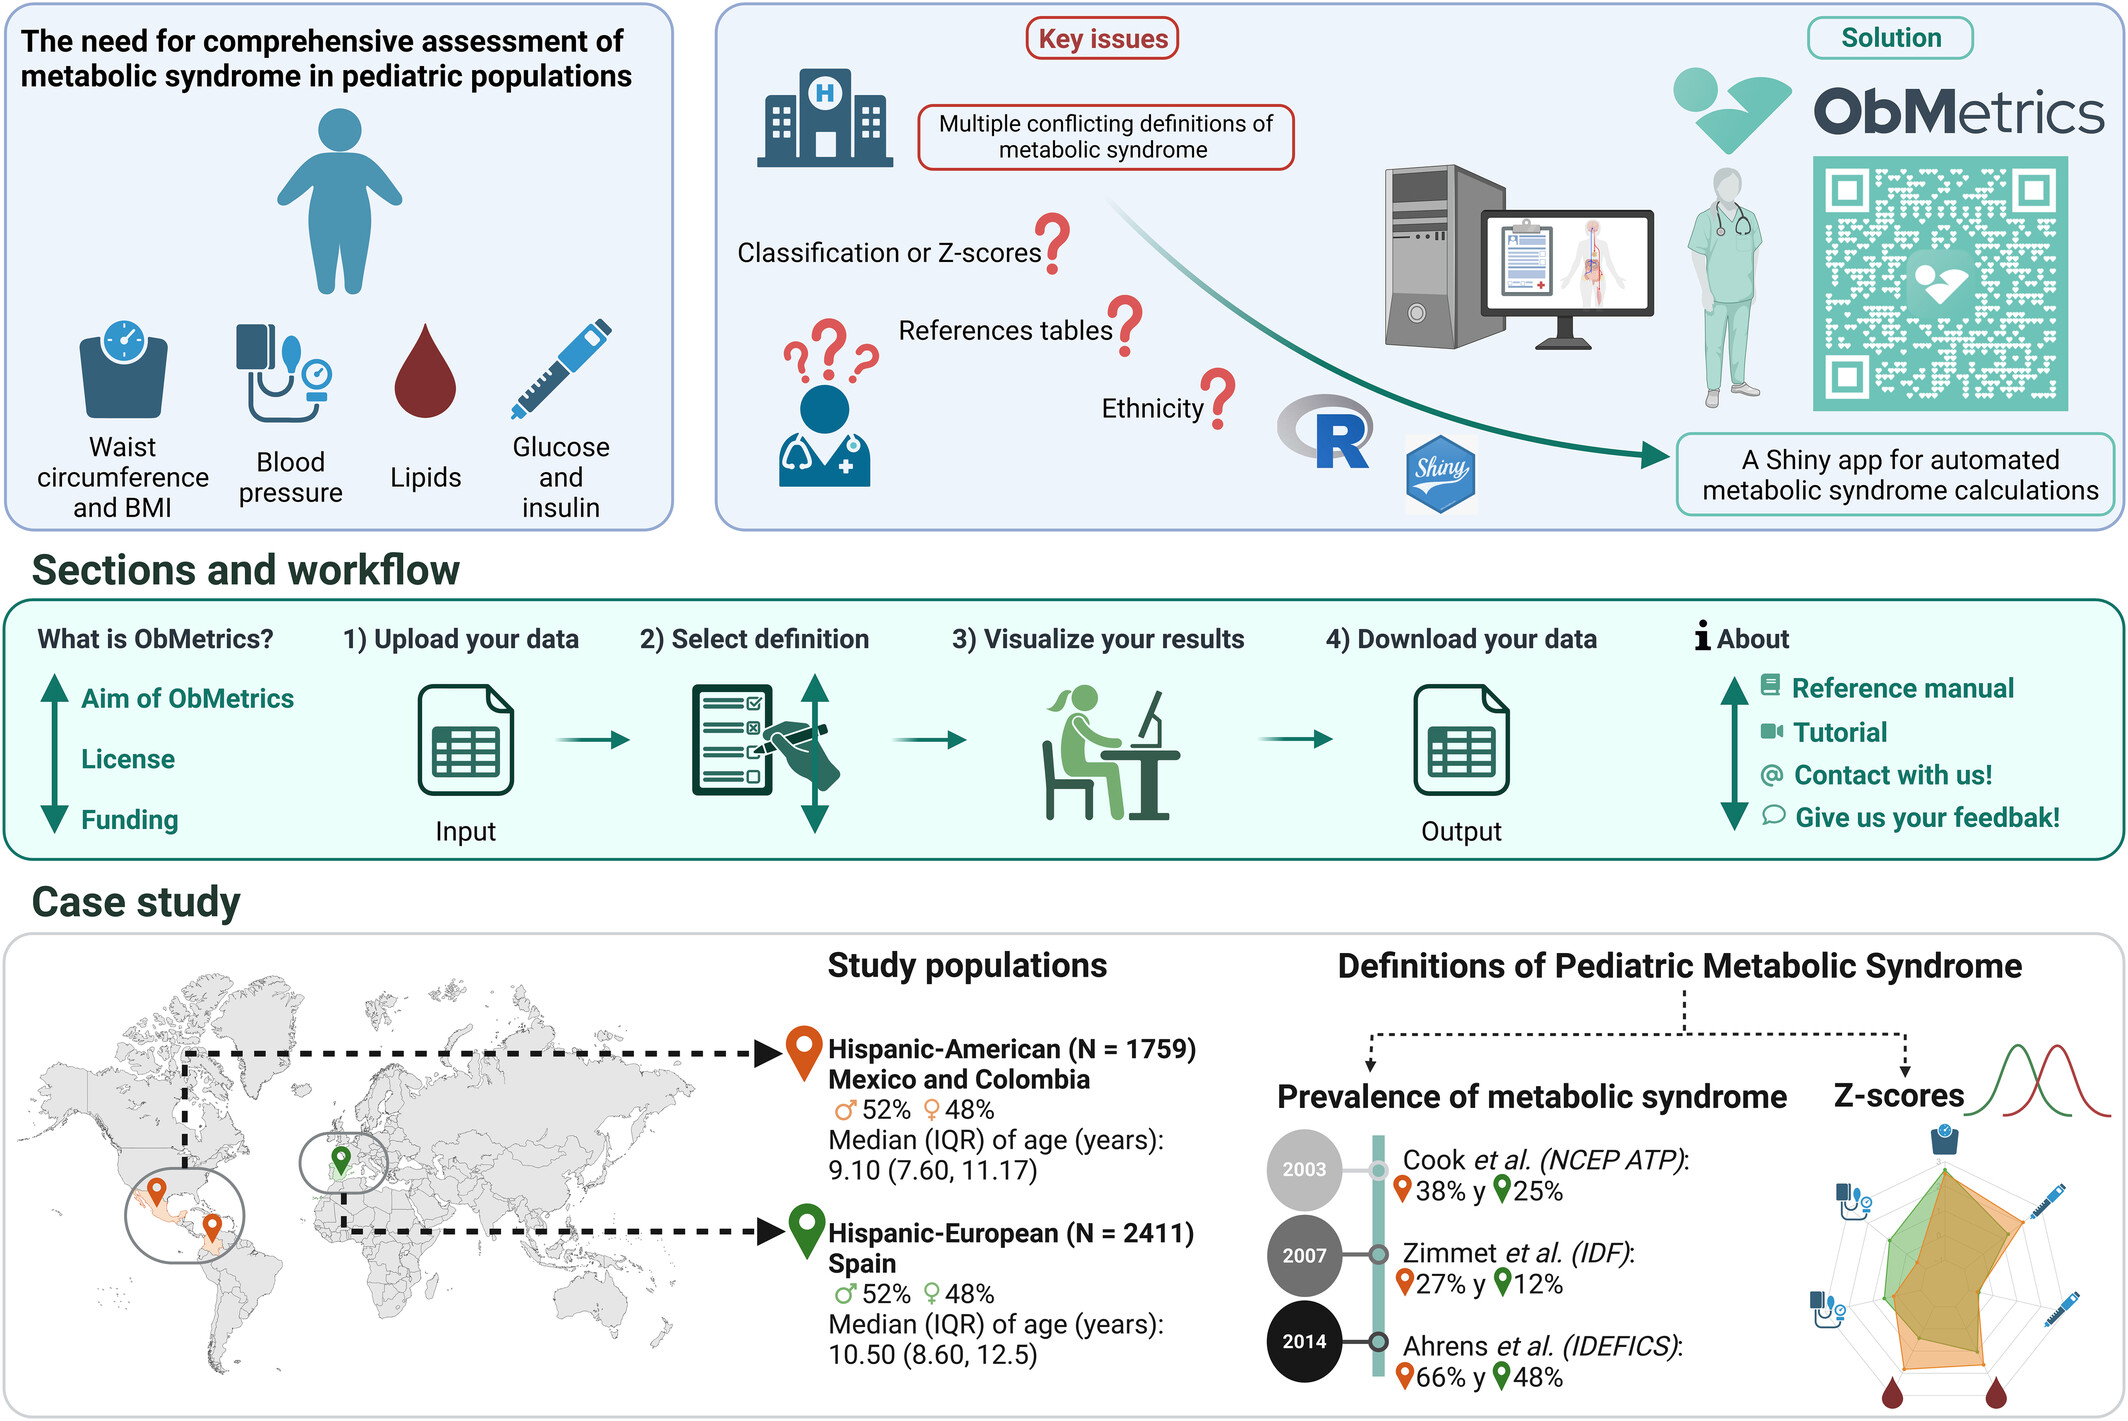 The need for comprehensive assessment of
metabolic syndrome in pediatric populations
Waist
circumference
and BMI
Blood
pressure
Lipids
Glucose
and
insulin
Key issues
H
Multiple conflicting definitions of
metabolic syndrome
Classification or Z-scores?
References tables?
Ethnicity?
? ? ?
R
Shiny
Solution
ObMetrics
A Shiny app for automated
metabolic syndrome calculations
Sections and workflow
What is ObMetrics?
Aim of ObMetrics
License
Funding
1) Upload your data
Input
2) Select definition
3) Visualize your results
4) Download your data
Output
i About
Reference manual
Tutorial
@ Contact with us!
Give us your feedbak!
Case study
Study populations
Hispanic-American (N = 1759)
Mexico and Colombia
♂ 52% ♀ 48%
Median (IQR) of age (years):
9.10 (7.60, 11.17)
Hispanic-European (N = 2411)
Spain
♂ 52% ♀ 48%
Median (IQR) of age (years):
10.50 (8.60, 12.5)
Definitions of Pediatric Metabolic Syndrome
Prevalence of metabolic syndrome
2003
Cook et al. (NCEP ATP):
38% y 25%
2007
Zimmet et al. (IDF):
27% y 12%
2014
Ahrens et al. (IDEFICS):
66% y 48%
Z-scores